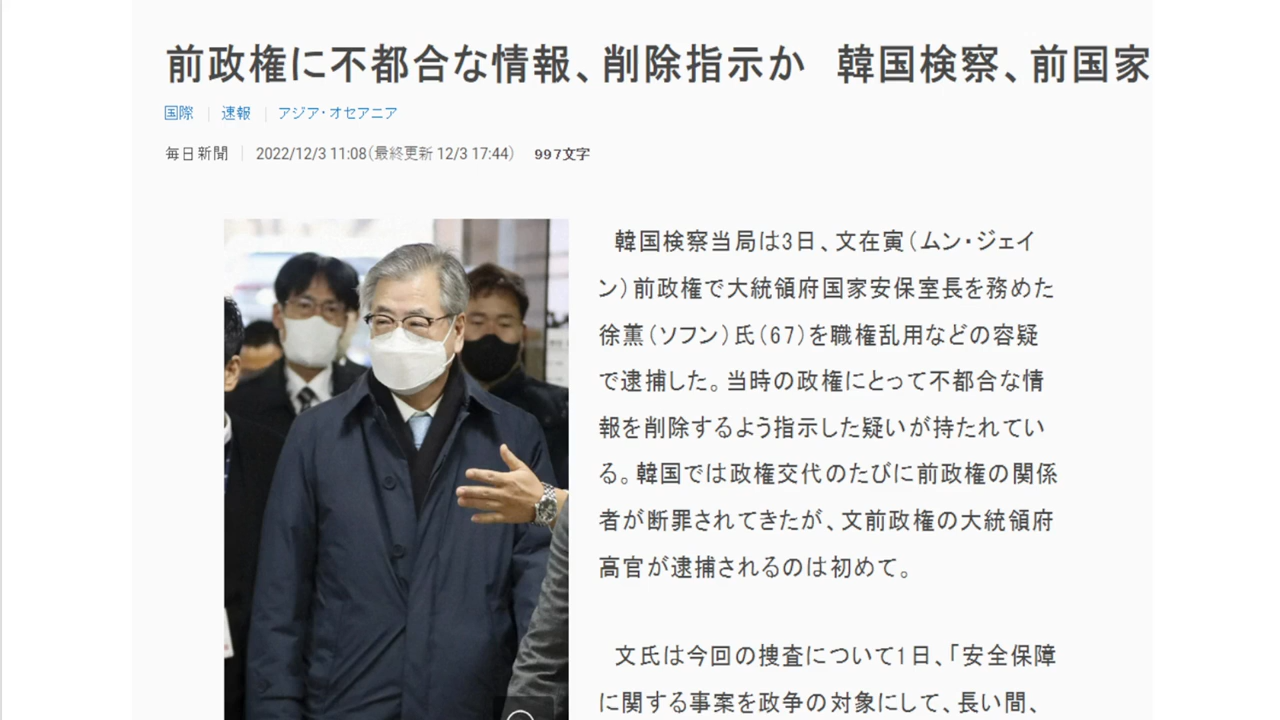 前政権に不都合な情報、削除指示か　韓国検察、前国家
国際 | 速報 | アジア・オセアニア
毎日新聞 | 2022/12/3 11:08(最終更新 12/3 17:44) 997文字
韓国検察当局は3日、文在寅(ムン・ジェイ
ン)前政権で大統領府国家安保室長を務めた
徐薫(ソフン)氏(67)を職権乱用などの容疑
で逮捕した。当時の政権にとって不都合な情
報を削除するよう指示した疑いが持たれてい
る。韓国では政権交代のたびに前政権の関係
者が断罪されてきたが、文前政権の大統領府
高官が逮捕されるのは初めて。
文氏は今回の捜査について1日、「安全保障
に関する事案を政争の対象にして、長い間、